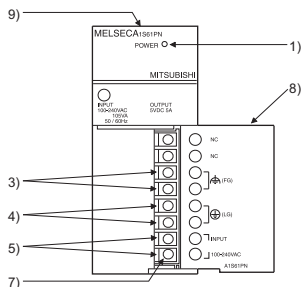 9)
MELSECA1S61PN
POWER
1)
MITSUBISHI
8)
INPUT
100-240VAC
105VA
50 / 60Hz
OUTPUT
5VDC 5A
NC
NC
3)
(FG)
4)
(LG)
5)
INPUT
100-240VAC
7)
A1S61PN